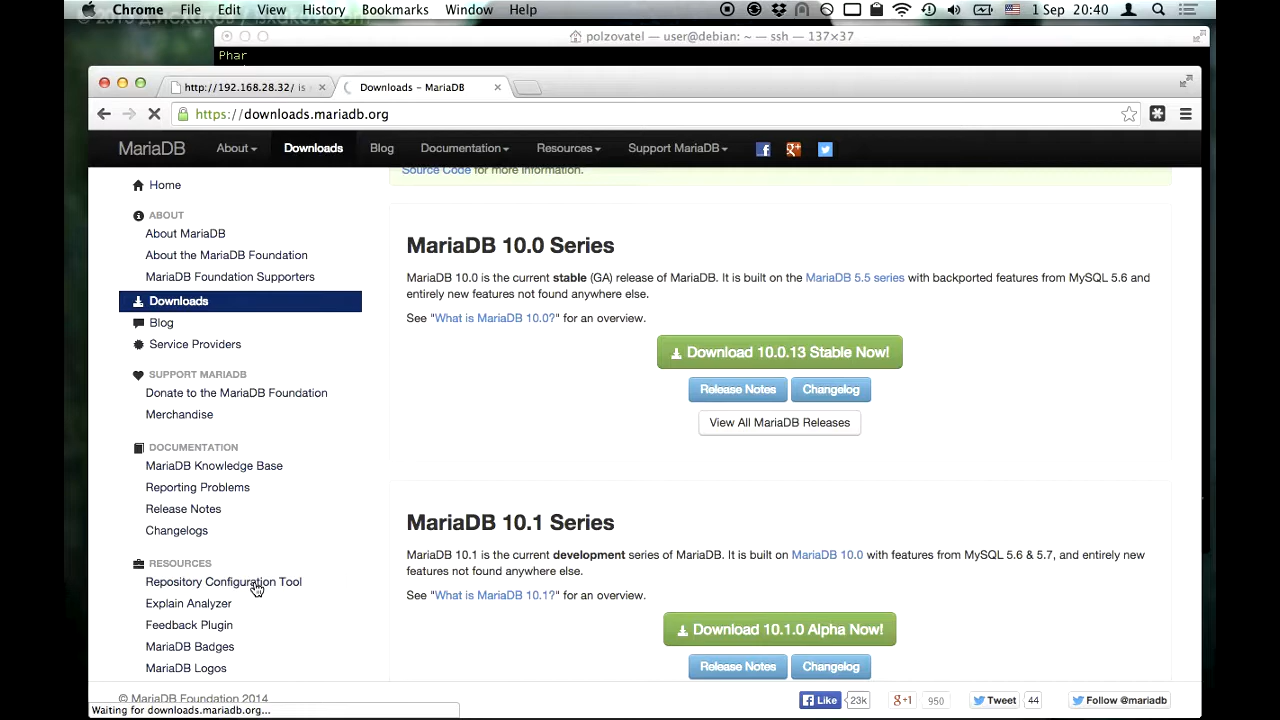 Chrome File Edit View History Bookmarks Window Help
1 Sep 20:40
polzovatel — user@debian: ~ — ssh — 137×37
Phar
http://192.168.28.32/ is
Downloads – MariaDB
https://downloads.mariadb.org
MariaDB About Downloads Blog Documentation Resources Support MariaDB
Home
ABOUT
About MariaDB
About the MariaDB Foundation
MariaDB Foundation Supporters
Downloads
Blog
Service Providers
SUPPORT MARIADB
Donate to the MariaDB Foundation
Merchandise
DOCUMENTATION
MariaDB Knowledge Base
Reporting Problems
Release Notes
Changelogs
RESOURCES
Repository Configuration Tool
Explain Analyzer
Feedback Plugin
MariaDB Badges
MariaDB Logos
Source Code for more information.
MariaDB 10.0 Series
MariaDB 10.0 is the current stable (GA) release of MariaDB. It is built on the MariaDB 5.5 series with backported features from MySQL 5.6 and
entirely new features not found anywhere else.
See "What is MariaDB 10.0?" for an overview.
Download 10.0.13 Stable Now!
Release Notes Changelog
View All MariaDB Releases
MariaDB 10.1 Series
MariaDB 10.1 is the current development series of MariaDB. It is built on MariaDB 10.0 with features from MySQL 5.6 & 5.7, and entirely new
features not found anywhere else.
See "What is MariaDB 10.1?" for an overview.
Download 10.1.0 Alpha Now!
Release Notes Changelog
© MariaDB Foundation 2014
Like 23k +1 950 Tweet 44 Follow @mariadb
Waiting for downloads.mariadb.org...